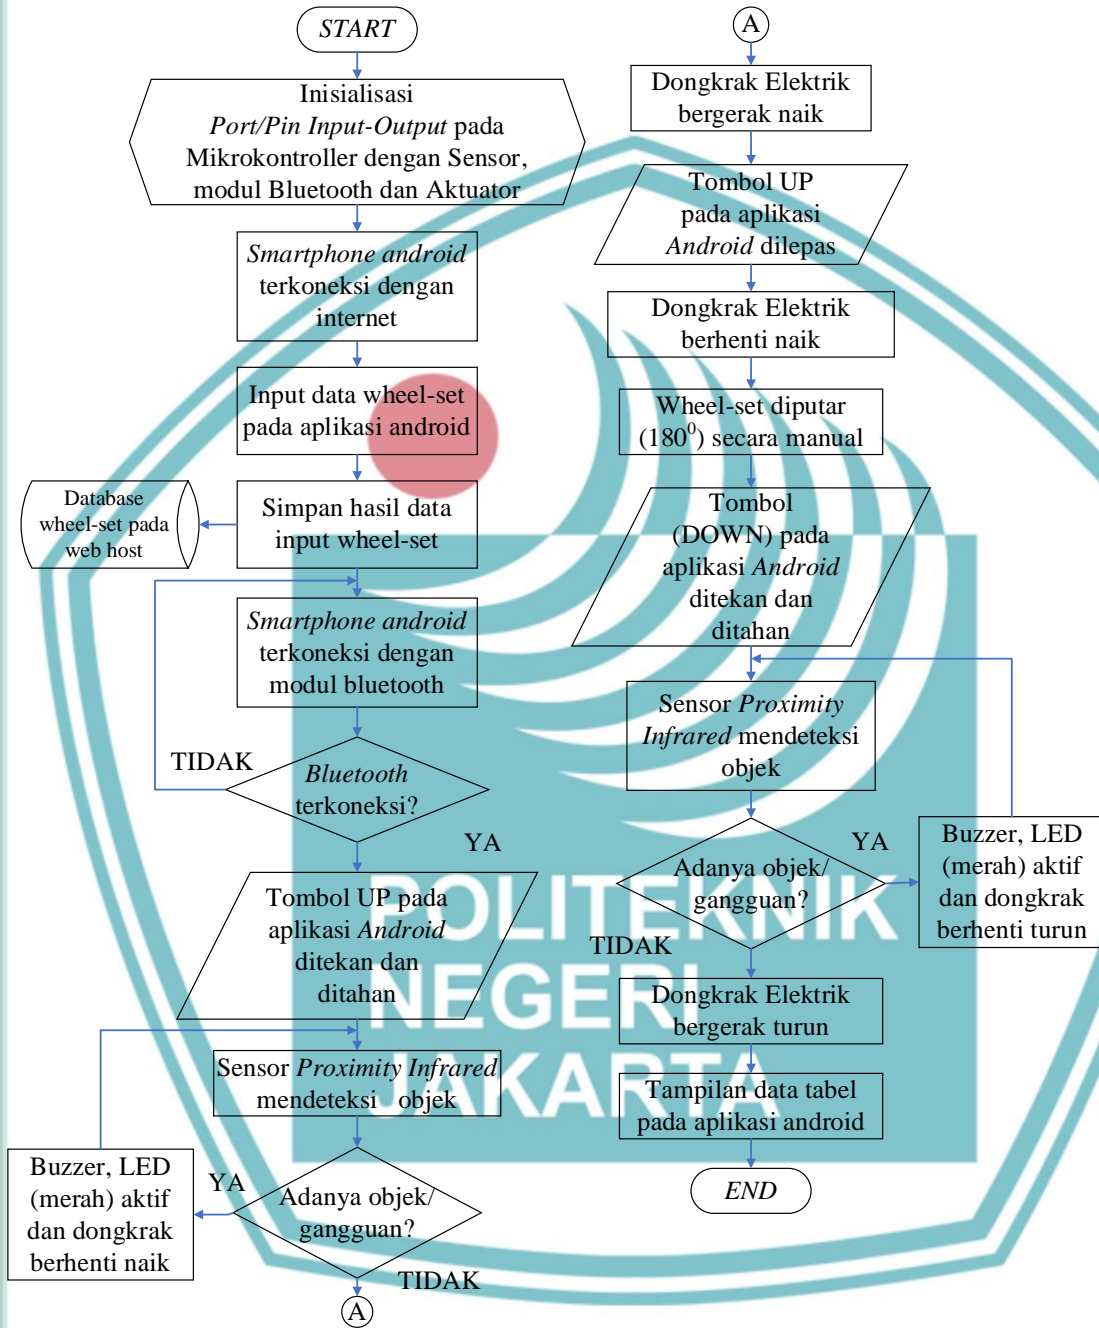 START
Inisialisasi
Port/Pin Input-Output pada
Mikrokontroller dengan Sensor,
modul Bluetooth dan Aktuator
Smartphone android
terkoneksi dengan
internet
Input data wheel-set
pada aplikasi android
Simpan hasil data
input wheel-set
Database
wheel-set pada
web host
Smartphone android
terkoneksi dengan
modul bluetooth
TIDAK
Bluetooth
terkoneksi?
YA
Tombol UP pada
aplikasi Android
ditekan dan
ditahan
Sensor Proximity Infrared
mendeteksi objek
Adanya objek/
gangguan?
YA
Buzzer, LED
(merah) aktif
dan dongkrak
berhenti naik
TIDAK
A
A
Dongkrak Elektrik
bergerak naik
Tombol UP
pada aplikasi
Android dilepas
Dongkrak Elektrik
berhenti naik
Wheel-set diputar
(180⁰) secara manual
Tombol
(DOWN) pada
aplikasi Android
ditekan dan
ditahan
Sensor Proximity
Infrared mendeteksi
objek
Adanya objek/
gangguan?
YA
Buzzer, LED
(merah) aktif
dan dongkrak
berhenti turun
TIDAK
Dongkrak Elektrik
bergerak turun
Tampilan data tabel
pada aplikasi android
END
POLITEKNIK
NEGERI
JAKARTA